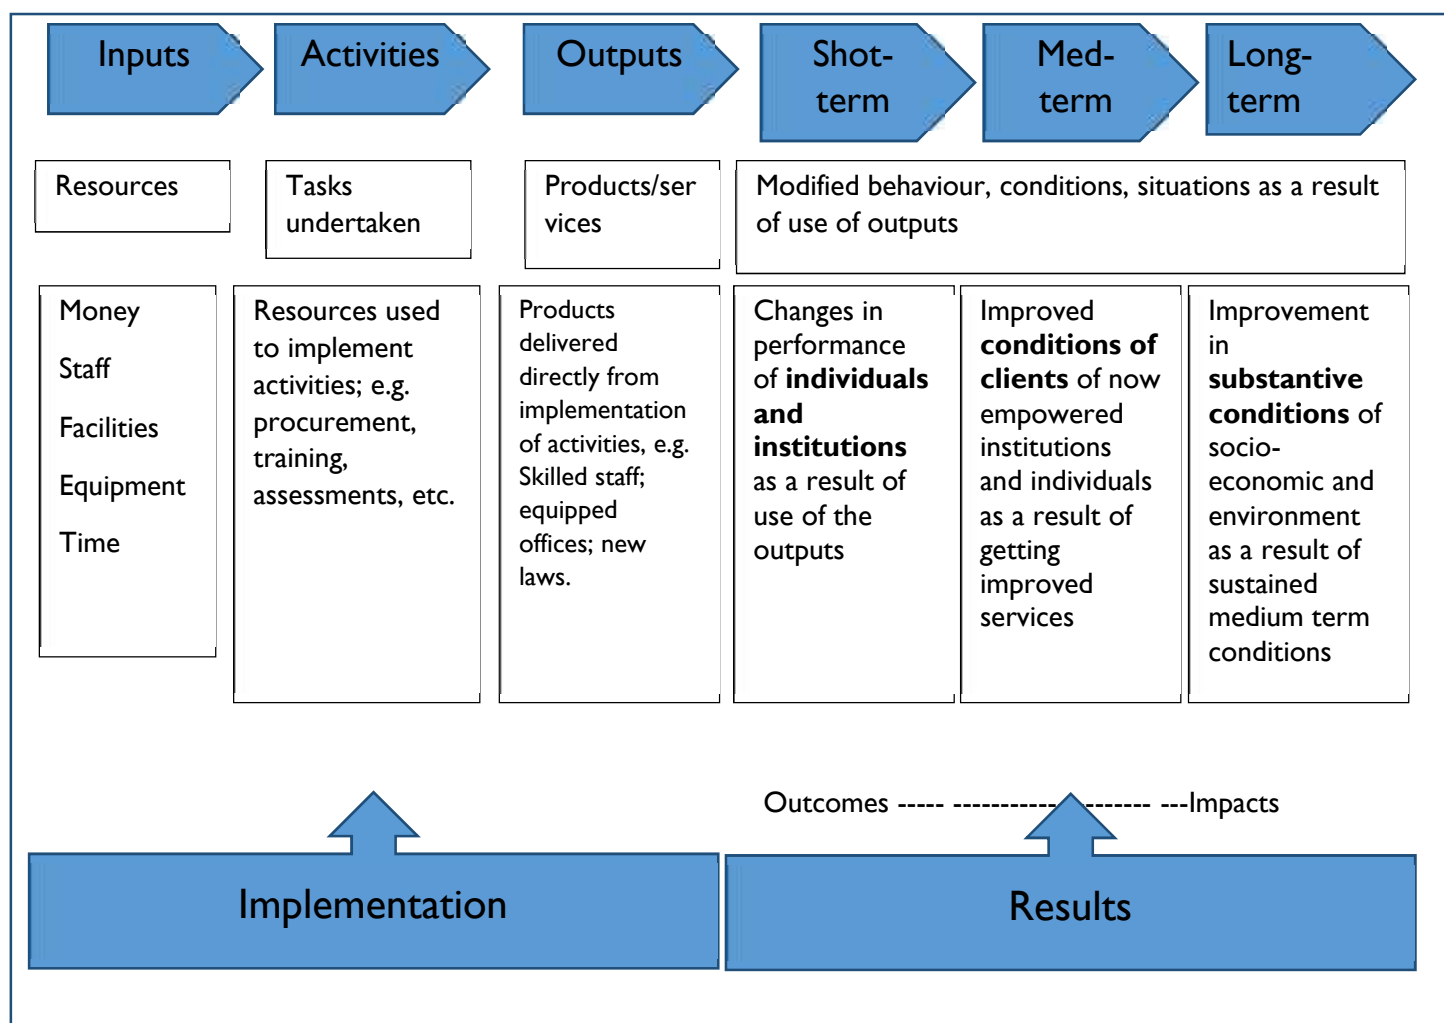 Inputs
Activities
Outputs
Shot-
term
Med-
term
Long-
term
Resources
Tasks
undertaken
Products/ser
vices
Modified behaviour, conditions, situations as a result
of use of outputs
Money
Staff
Facilities
Equipment
Time
Resources used
to implement
activities; e.g.
procurement,
training,
assessments, etc.
Products
delivered
directly from
implementation
of activities, e.g.
Skilled staff;
equipped
offices; new
laws.
Changes in
performance
of individuals
and
institutions
as a result of
use of the
outputs
Improved
conditions of
clients of now
empowered
institutions
and individuals
as a result of
getting
improved
services
Improvement
in
substantive
conditions of
socio-
economic and
environment
as a result of
sustained
medium term
conditions
Outcomes ----- --------------------- ---Impacts
Implementation
Results